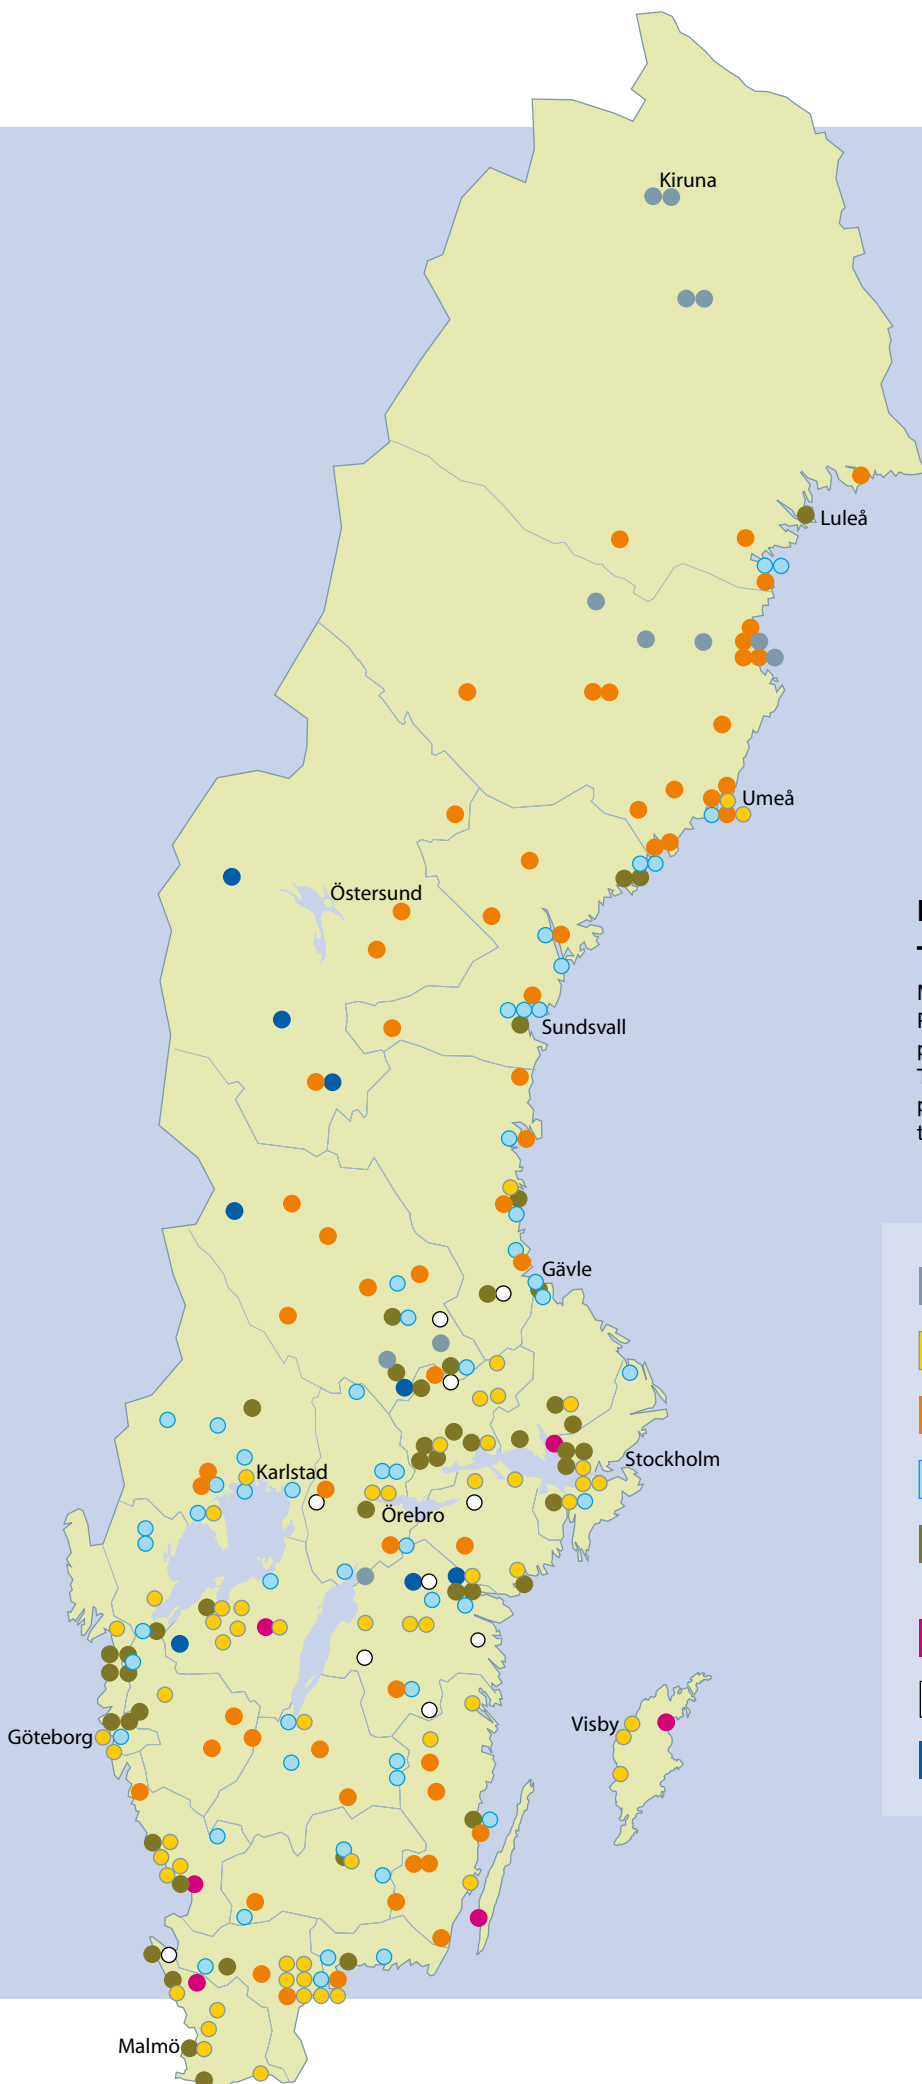 Kiruna
Luleå
Umeå
Östersund
Sundsvall
Gävle
Stockholm
Karlstad
Örebro
Visby
Göteborg
Malmö